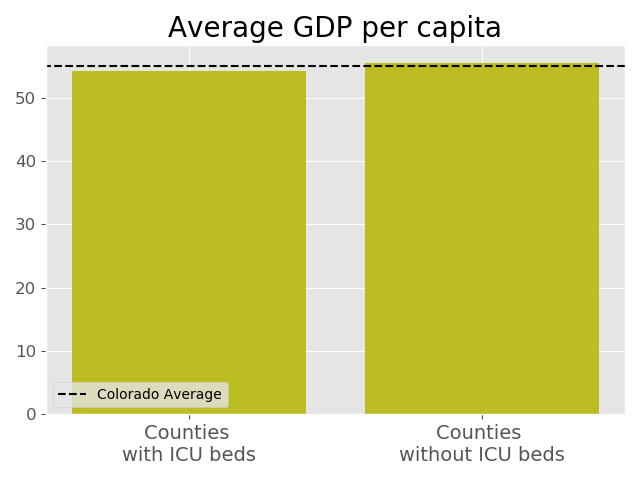 Average GDP per capita
50
40
30
20
10
0
Colorado Average
Counties
with ICU beds
Counties
without ICU beds